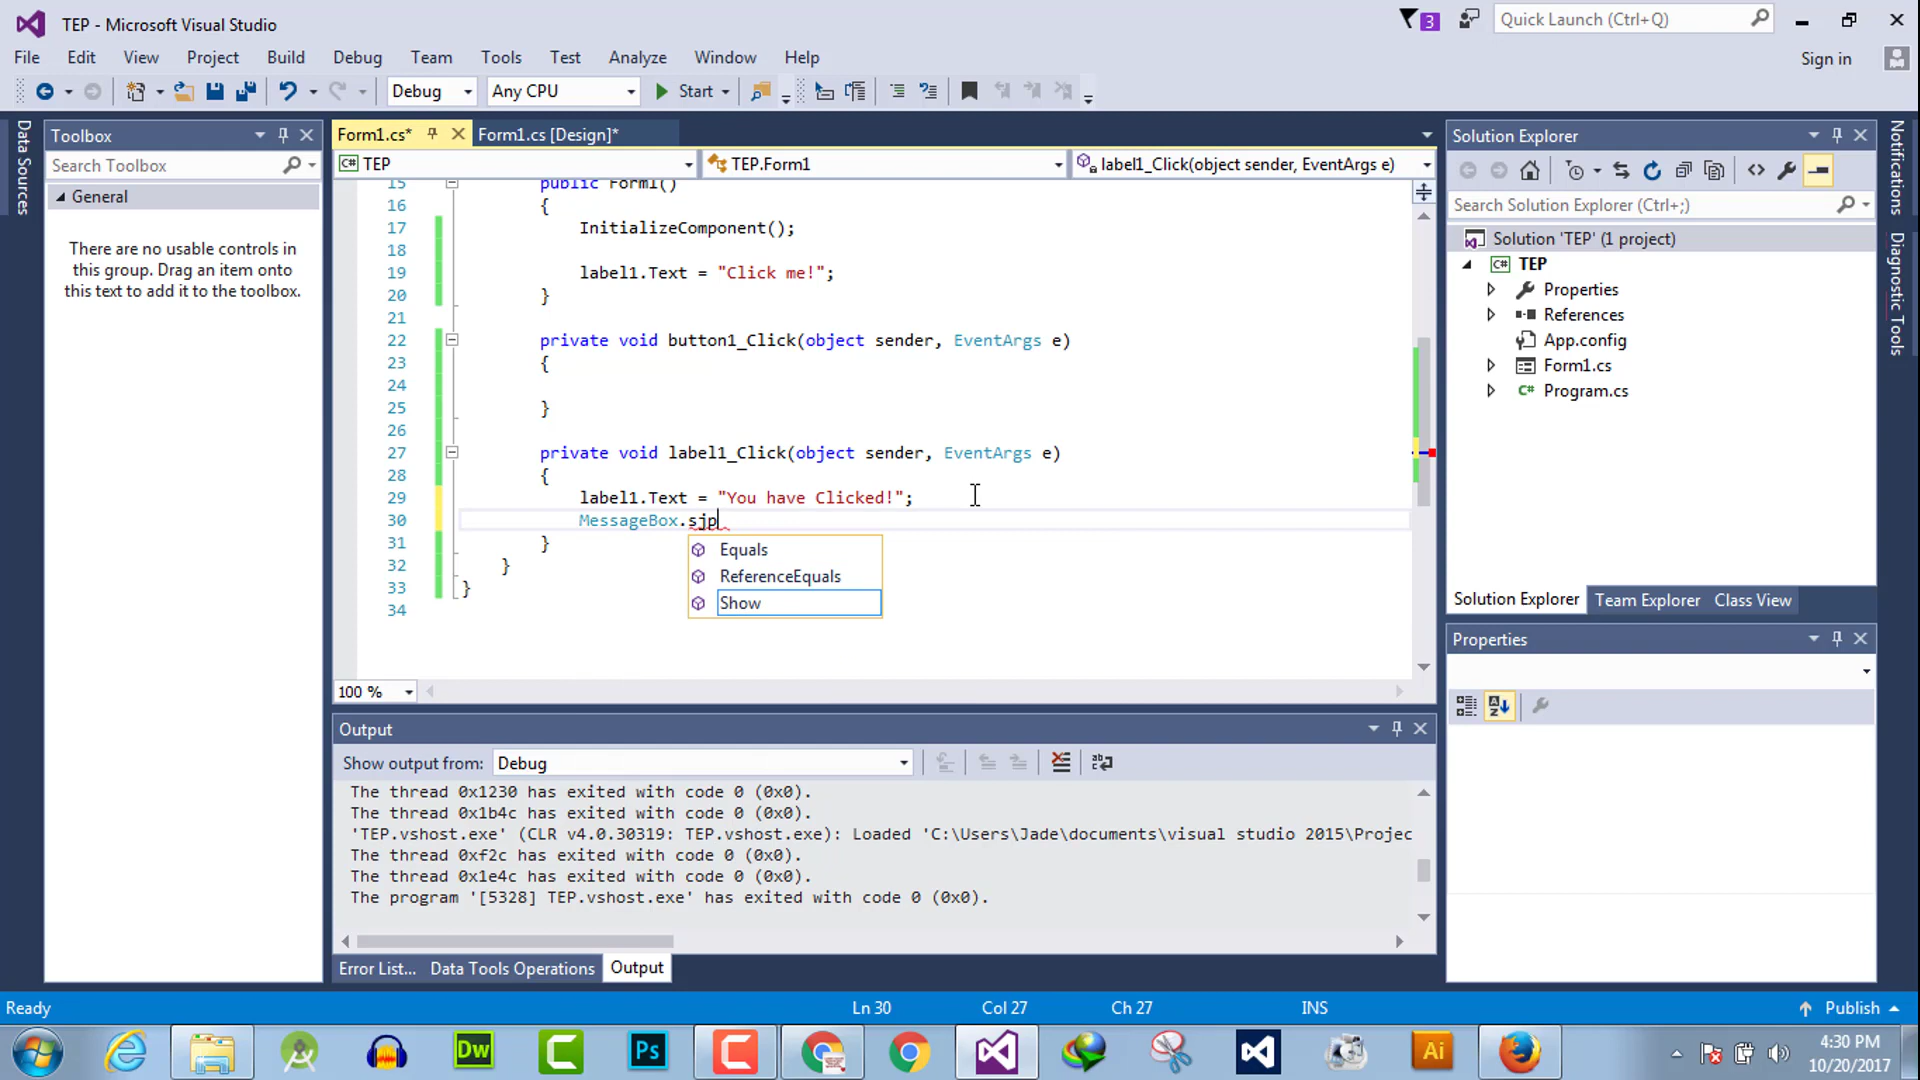 TEP - Microsoft Visual Studio
3
Quick Launch (Ctrl+Q)
File Edit View Project Build Debug Team Tools Test Analyze Window Help
Sign in
Debug Any CPU Start
Data Sources
Toolbox
Search Toolbox
General
There are no usable controls in
this group. Drag an item onto
this text to add it to the toolbox.
Form1.cs* Form1.cs [Design]*
TEP TEP.Form1 label1_Click(object sender, EventArgs e)
15 public Form1()
16 {
17 InitializeComponent();
18
19 label1.Text = "Click me!";
20 }
21
22 private void button1_Click(object sender, EventArgs e)
23 {
24
25 }
26
27 private void label1_Click(object sender, EventArgs e)
28 {
29 label1.Text = "You have Clicked!";
30 MessageBox.sjp
31 }
32 }
33 }
34
Equals
ReferenceEquals
Show
100 %
Output
Show output from: Debug
The thread 0x1230 has exited with code 0 (0x0).
The thread 0x1b4c has exited with code 0 (0x0).
'TEP.vshost.exe' (CLR v4.0.30319: TEP.vshost.exe): Loaded 'C:\Users\Jade\documents\visual studio 2015\Projec
The thread 0xf2c has exited with code 0 (0x0).
The thread 0x1e4c has exited with code 0 (0x0).
The program '[5328] TEP.vshost.exe' has exited with code 0 (0x0).
Error List... Data Tools Operations Output
Solution Explorer
Search Solution Explorer (Ctrl+;)
Solution 'TEP' (1 project)
C# TEP
Properties
References
App.config
Form1.cs
C# Program.cs
Solution Explorer Team Explorer Class View
Properties
Notifications
Diagnostic Tools
Ready Ln 30 Col 27 Ch 27 INS Publish
Dw Ps Ai
4:30 PM
10/20/2017